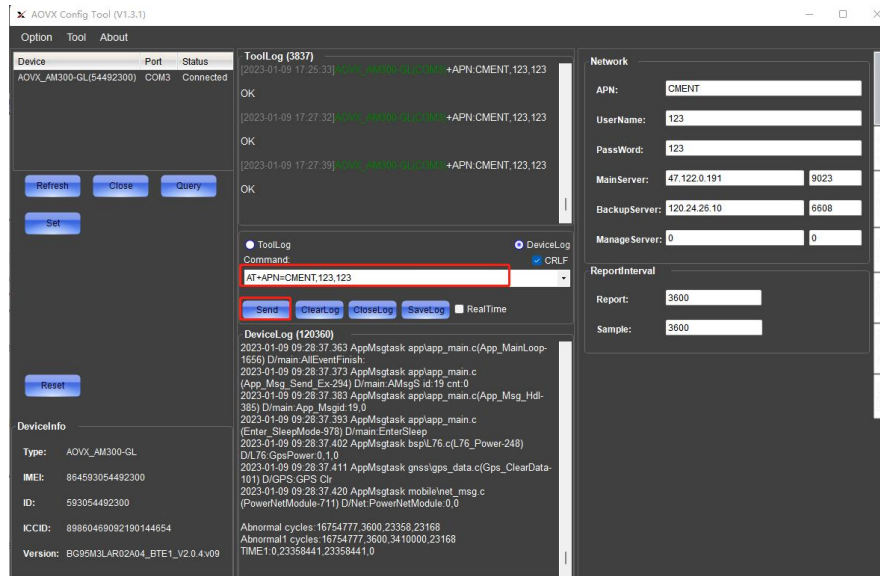 AOVX Config Tool (V1.3.1)
Option Tool About
Device Port Status
AOVX_AM300-GL(54492300) COM3 Connected
Refresh Close Query
Set
Reset
DeviceInfo
Type: AOVX_AM300-GL
IMEI: 864593054492300
ID: 593054492300
ICCID: 89860469092190144654
Version: BG95M3LAR02A04_BTE1_V2.0.4:v09
ToolLog (3837)
[2023-01-09 17:25:33]AOVX_AM300-GL(COM3) +APN:CMENT,123,123
OK
[2023-01-09 17:27:32]AOVX_AM300-GL(COM3) +APN:CMENT,123,123
OK
[2023-01-09 17:27:39]AOVX_AM300-GL(COM3) +APN:CMENT,123,123
OK
ToolLog DeviceLog
Command: CRLF
AT+APN=CMENT,123,123
Send ClearLog CloseLog SaveLog RealTime
DeviceLog (120360)
2023-01-09 09:28:37.363 AppMsgtask app\app_main.c(App_MainLoop-
1656) D/main:AllEventFinish:
2023-01-09 09:28:37.373 AppMsgtask app\app_main.c
(App_Msg_Send_Ex-294) D/main:AMsgS id:19 cnt:0
2023-01-09 09:28:37.383 AppMsgtask app\app_main.c(App_Msg_Hdl-
385) D/main:App_Msgid:19,0
2023-01-09 09:28:37.393 AppMsgtask app\app_main.c
(Enter_SleepMode-978) D/main:EnterSleep
2023-01-09 09:28:37.402 AppMsgtask bsp\L76.c(L76_Power-248)
D/L76:GpsPower:0,1,0
2023-01-09 09:28:37.411 AppMsgtask gnss\gps_data.c(Gps_ClearData-
101) D/GPS:GPS Clr
2023-01-09 09:28:37.420 AppMsgtask mobile\net_msg.c
(PowerNetModule-711) D/Net:PowerNetModule:0,0
Abnormal cycles:16754777,3600,23358,23168
Abnormal1 cycles:16754777,3600,3410000,23168
TIME1:0,23358441,23358441,0
Network
APN: CMENT
UserName: 123
PassWord: 123
MainServer: 47.122.0.191 9023
BackupServer: 120.24.26.10 6608
ManageServer: 0 0
ReportInterval
Report: 3600
Sample: 3600